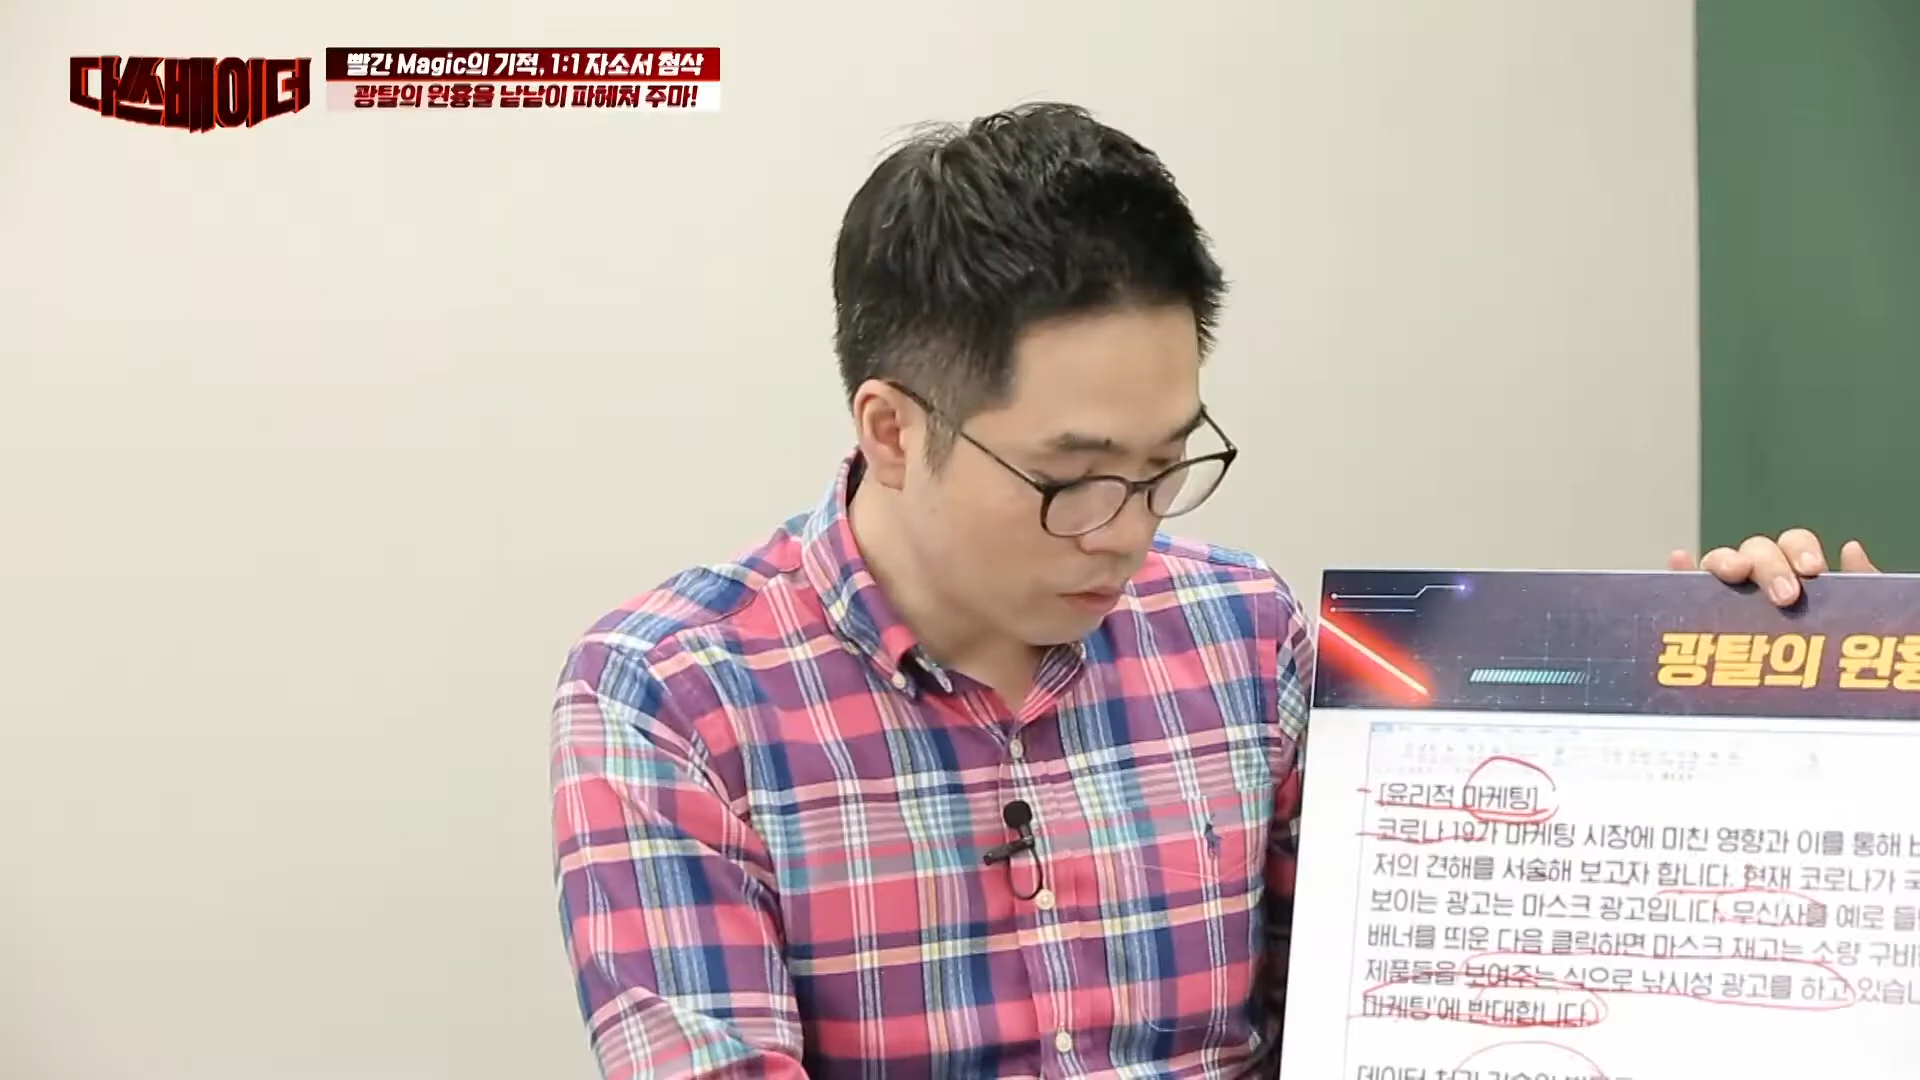 다스베이더
빨간 Magic의 기적, 1:1 자소서 첨삭
광탈의 원흉을 낱낱이 파헤쳐 주마!
광탈의 원흉
[윤리적 마케팅]
코로나 19가 마케팅 시장에 미친 영향과 이를 통해
저의 견해를 서술해 보고자 합니다. 현재 코로나가
보이는 광고는 마스크 광고입니다. 무신사를 예로
배너를 띄운 다음 클릭하면 마스크 재고는 소량
제품들을 보여주는 식으로 낚시성 광고를 하고
마케팅'에 반대합니다.
데이터